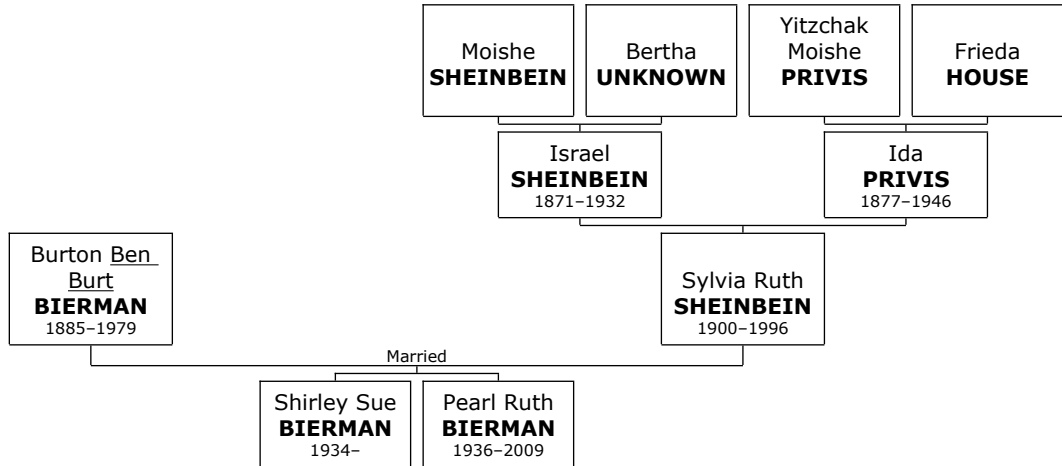 Moishe
SHEINBEIN
Bertha
UNKNOWN
Yitzchak
Moishe
PRIVIS
Frieda
HOUSE
Israel
SHEINBEIN
1871–1932
Ida
PRIVIS
1877–1946
Burton Ben
Burt
BIERMAN
1885–1979
Sylvia Ruth
SHEINBEIN
1900–1996
Married
Shirley Sue
BIERMAN
1934–
Pearl Ruth
BIERMAN
1936–2009